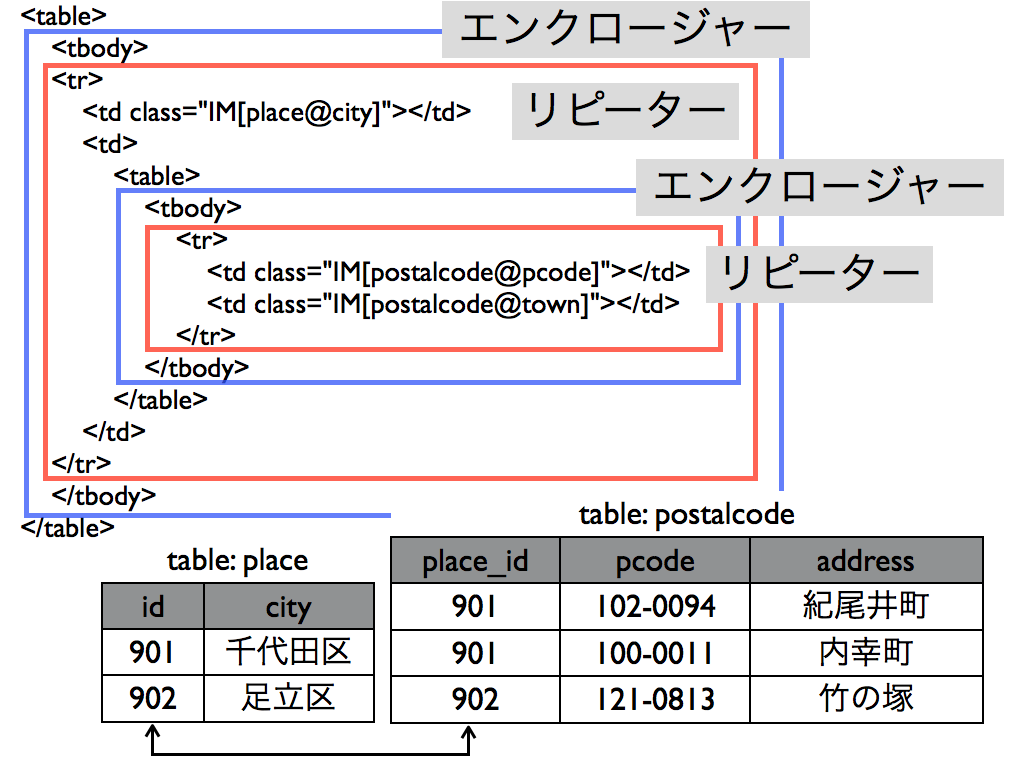 <table>
エンクロージャー
<tbody>
<tr>
リピーター
<td class="IM[place@city]"></td>
<td>
<table>
エンクロージャー
<tbody>
<tr>
リピーター
<td class="IM[postalcode@pcode]"></td>
<td class="IM[postalcode@town]"></td>
</tr>
</tbody>
</table>
</td>
</tr>
</tbody>
</table>
table: place
id city
901 千代田区
902 足立区
table: postalcode
place_id pcode address
901 102-0094 紀尾井町
901 100-0011 内幸町
902 121-0813 竹の塚